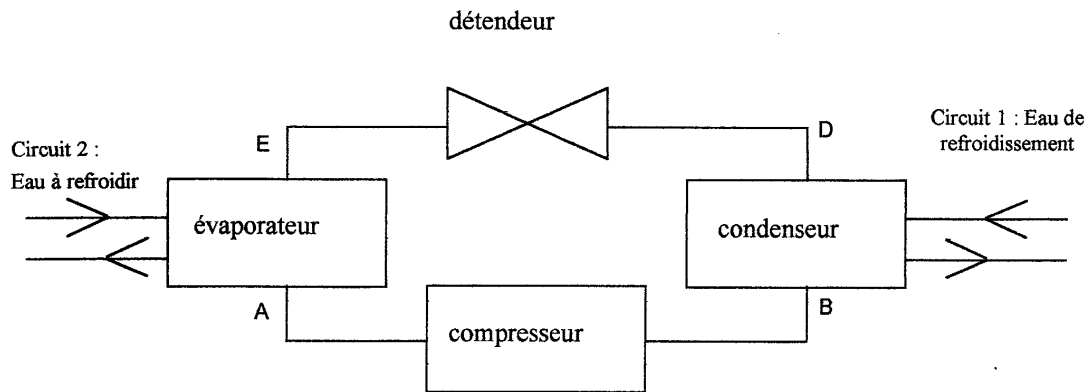 détendeur
E
D
Circuit 1 : Eau de
refroidissement
Circuit 2 :
Eau à refroidir
évaporateur
condenseur
A
B
compresseur